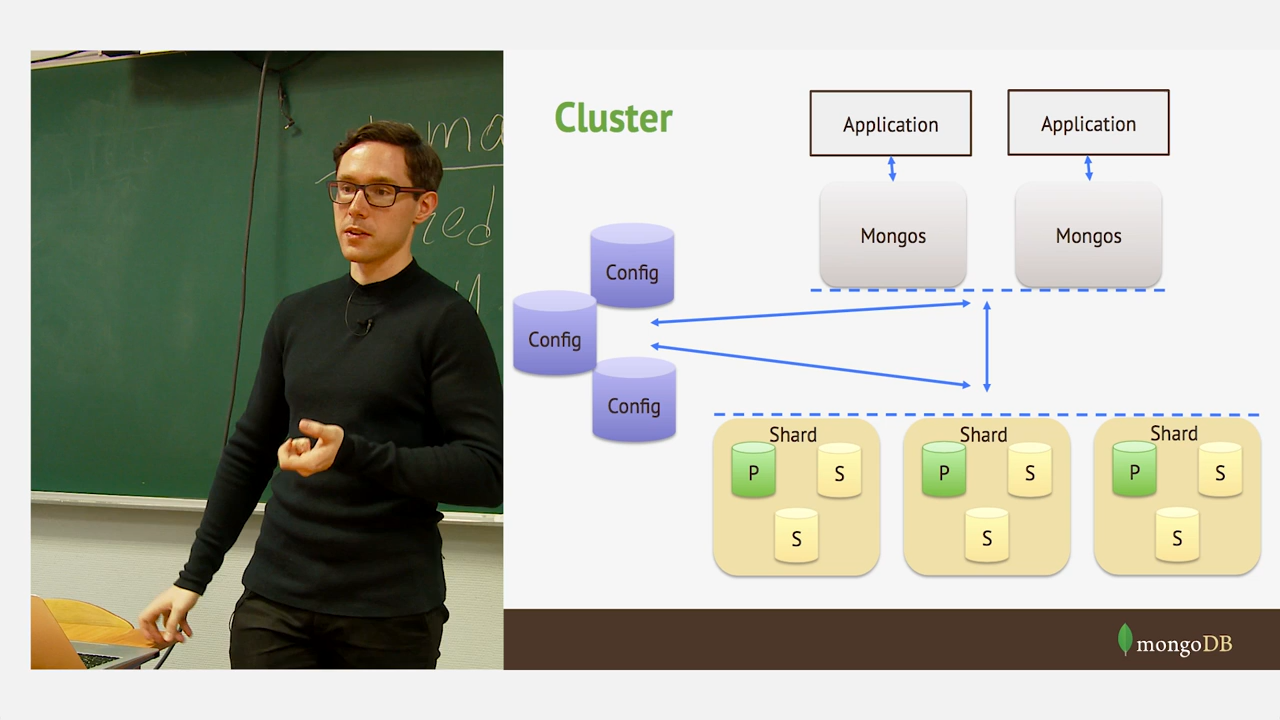 Cluster
Application
Application
Mongos
Mongos
Config
Config
Config
Shard
Shard
Shard
P
S
P
S
P
S
S
S
S
mongoDB